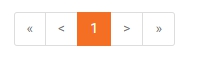 « < 1 > »